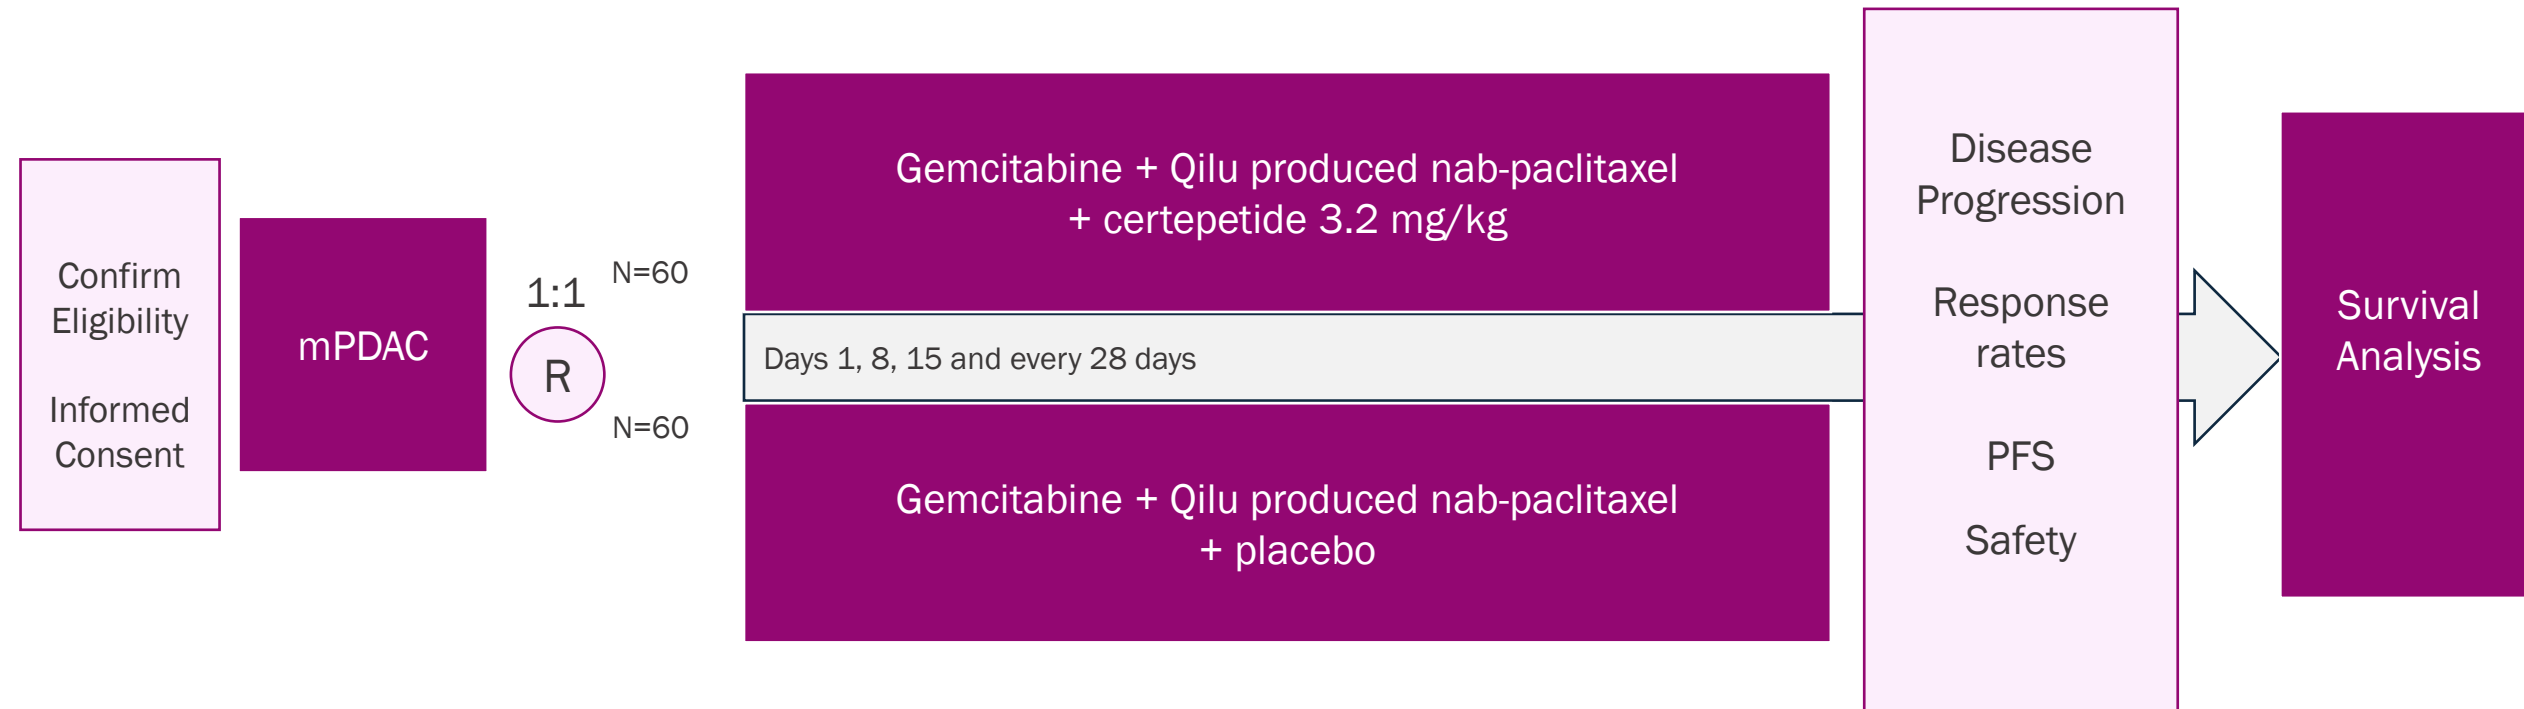 Confirm
Eligibility
Informed
Consent
mPDAC
1:1
R
N=60
N=60
Gemcitabine + Qilu produced nab-paclitaxel
+ certepetide 3.2 mg/kg
Days 1, 8, 15 and every 28 days
Gemcitabine + Qilu produced nab-paclitaxel
+ placebo
Disease
Progression
Response
rates
PFS
Safety
Survival
Analysis